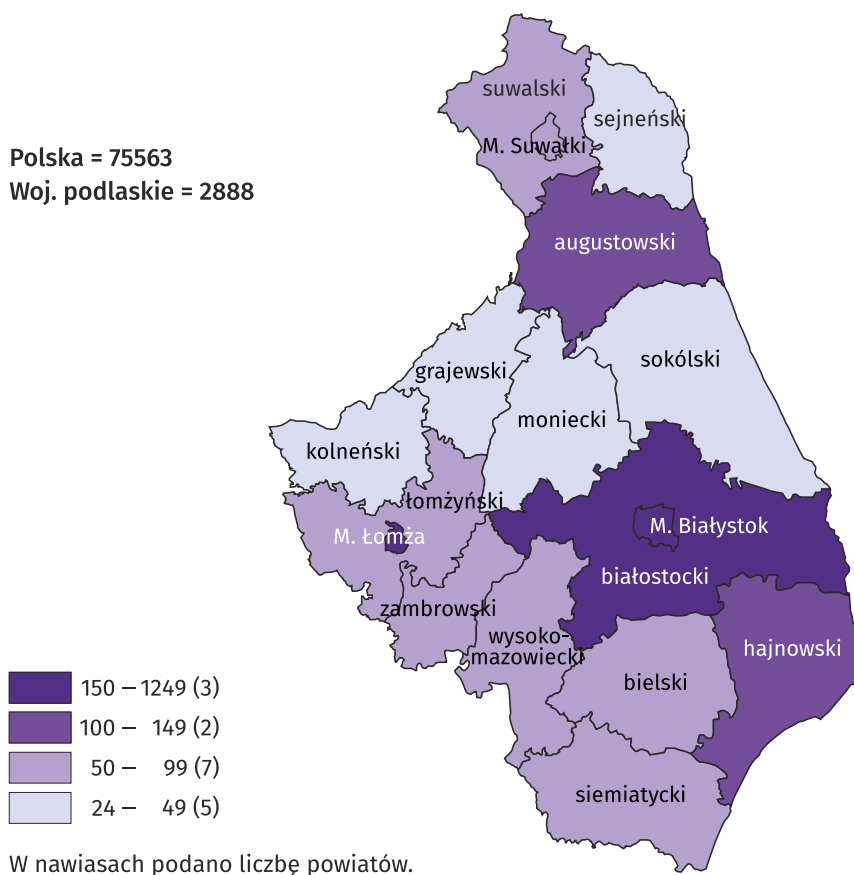 suwalski
sejneński
M. Suwałki
Polska = 75563
Woj. podlaskie = 2888
augustowski
sokólski
grajewski
moniecki
kolneński
łomżyński
M. Łomża
M. Białystok
białostocki
zambrowski
wysoko-
mazowiecki
hajnowski
bielski
siemiatycki
150 – 1249 (3)
100 – 149 (2)
50 – 99 (7)
24 – 49 (5)
W nawiasach podano liczbę powiatów.